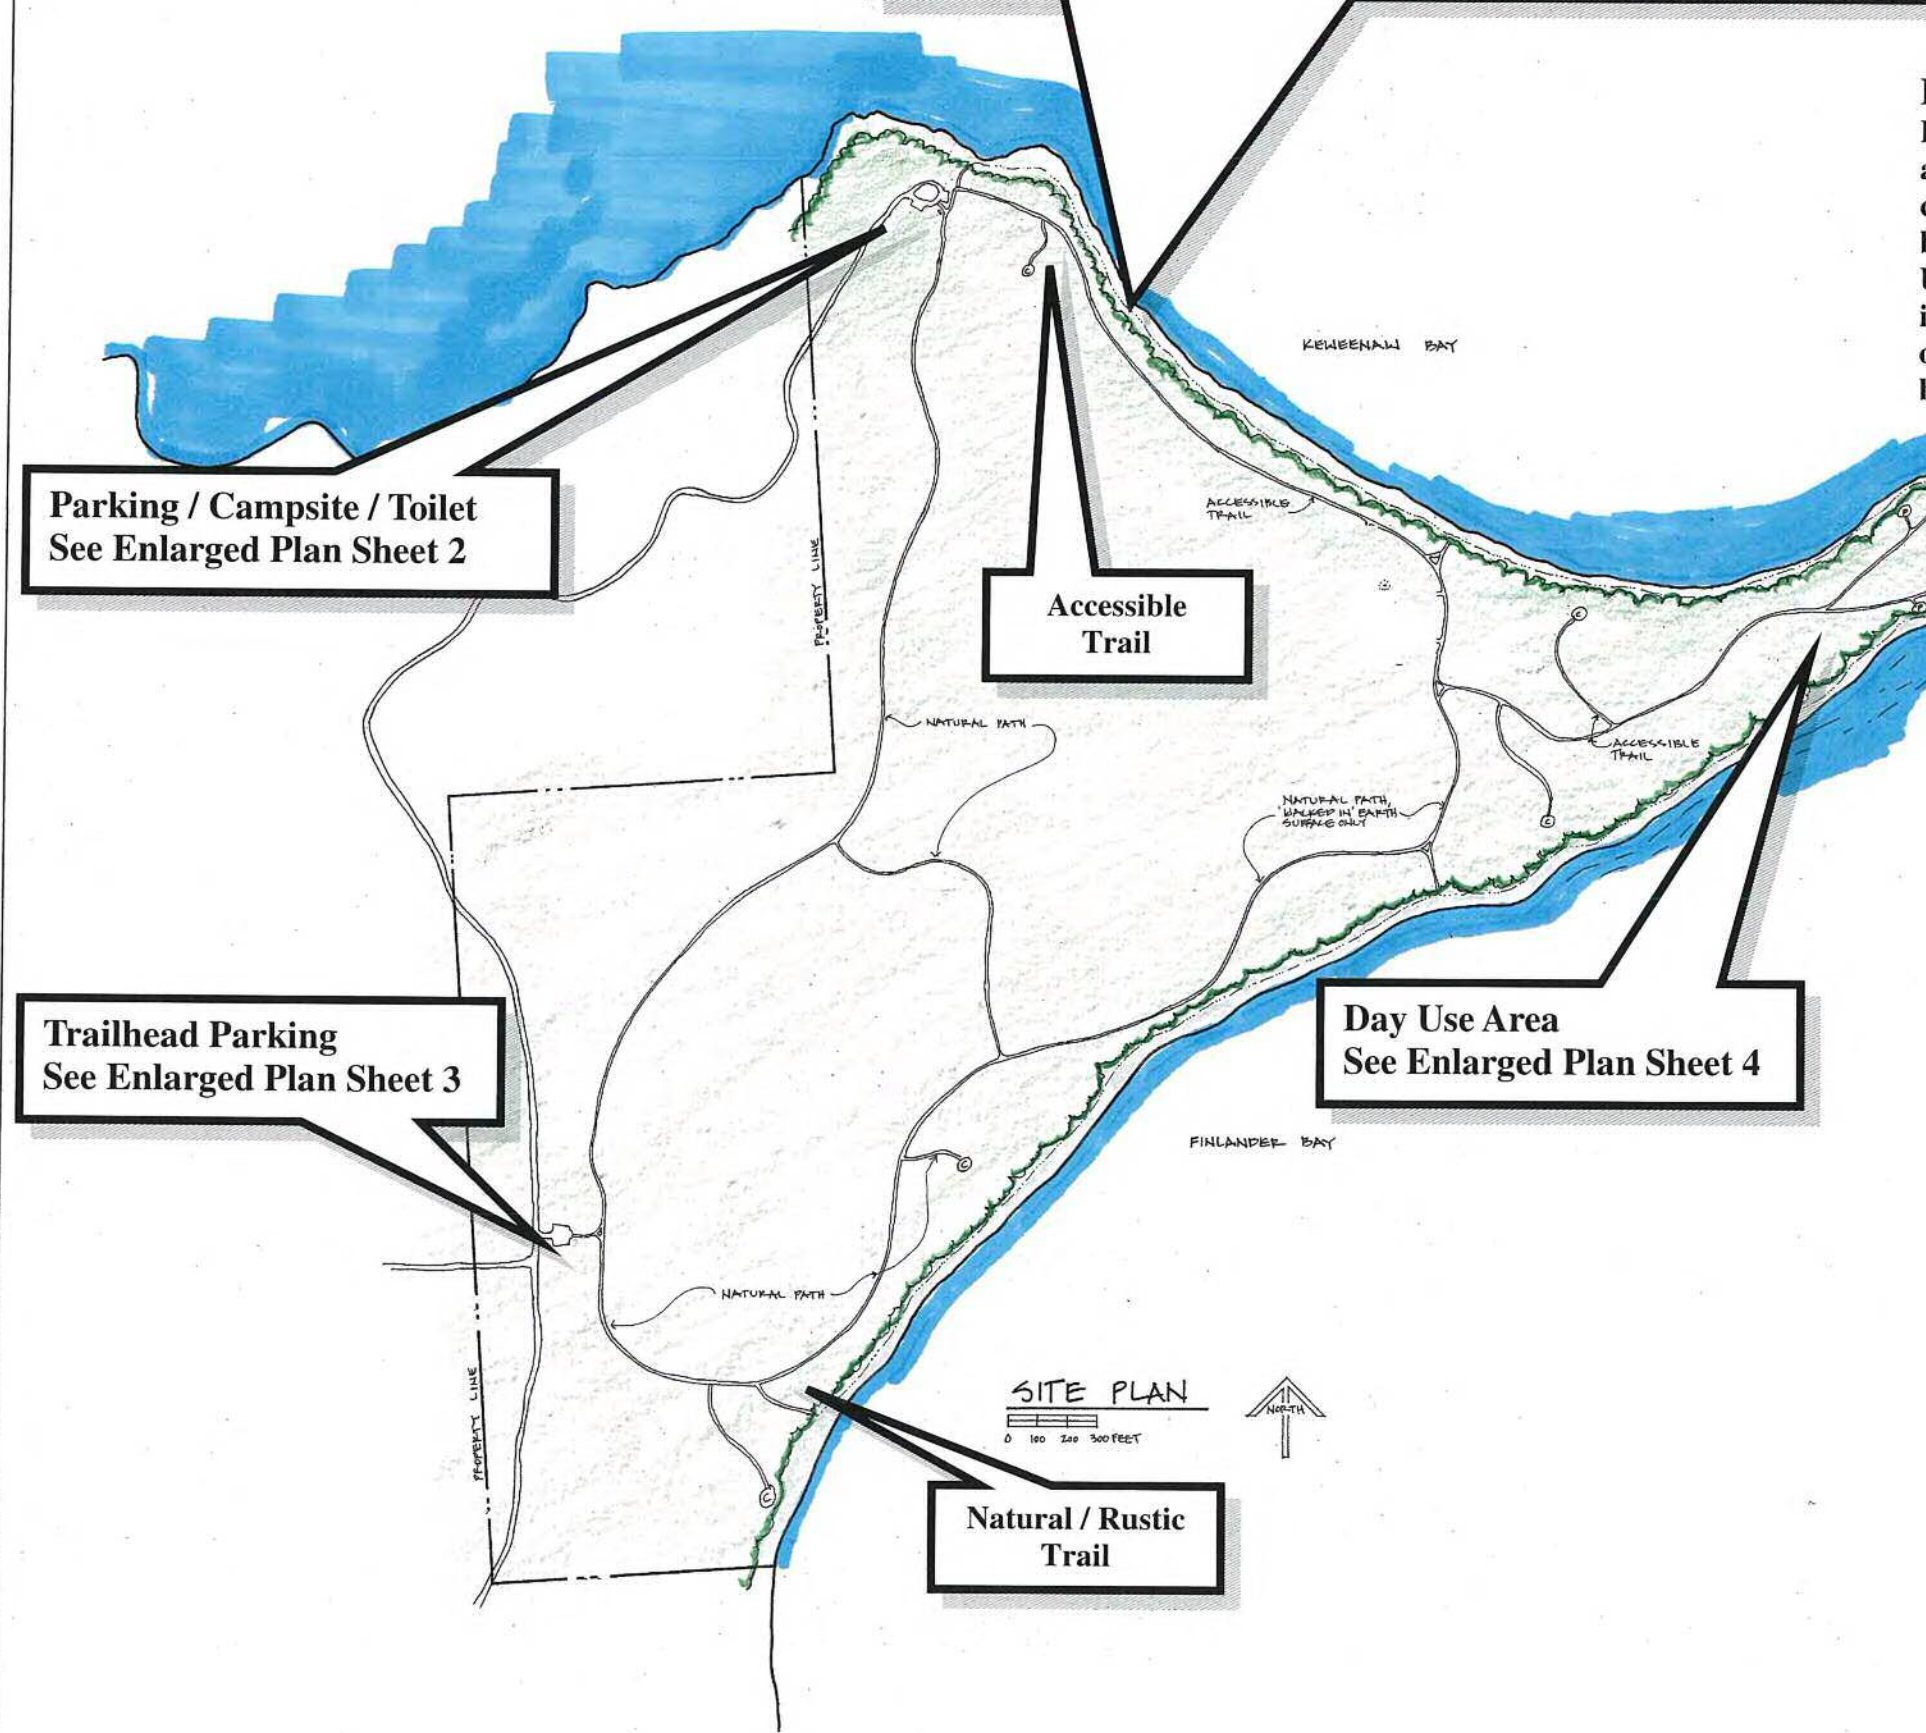 KEWEENAW BAY
Parking / Campsite / Toilet
See Enlarged Plan Sheet 2
ACCESSIBLE
TRAIL
PROPERTY LINE
Accessible
Trail
NATURAL PATH
ACCESSIBLE
TRAIL
NATURAL PATH,
'WALKED IN' EARTH
SURFACE ONLY
Trailhead Parking
See Enlarged Plan Sheet 3
Day Use Area
See Enlarged Plan Sheet 4
FINLANDER BAY
NATURAL PATH
PROPERTY LINE
SITE PLAN
0 100 200 300 FEET
NORTH
Natural / Rustic
Trail
C
C
C
C
C
P
P